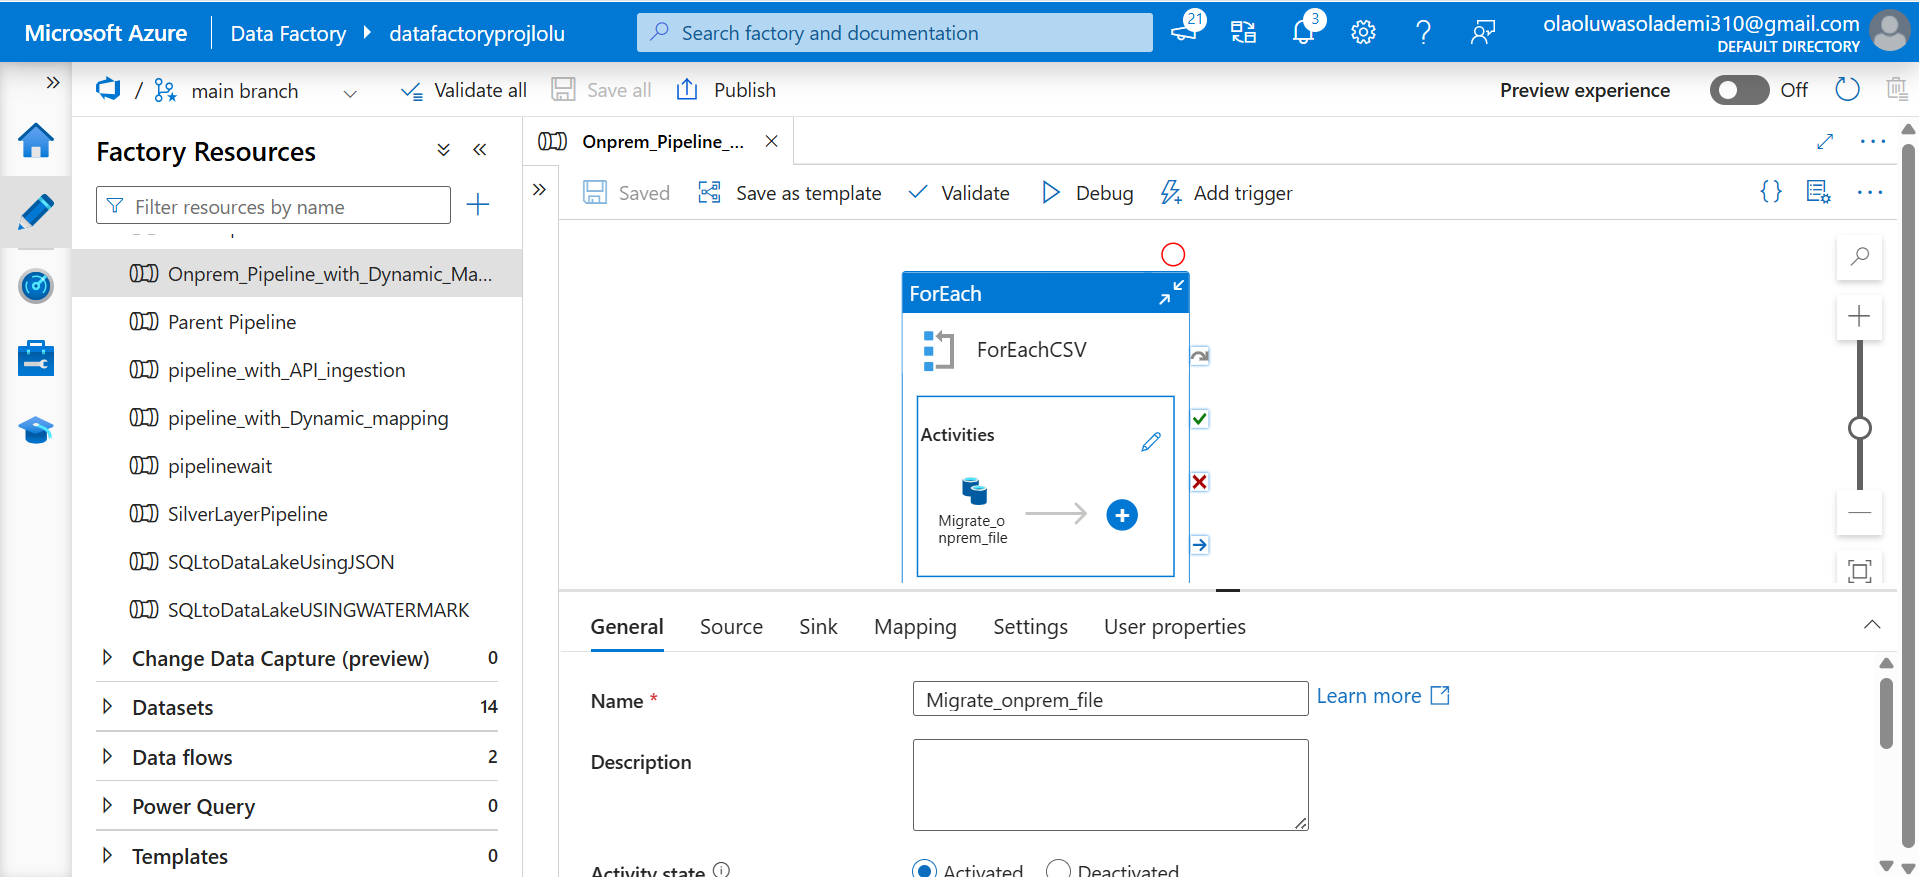 Microsoft Azure
Data Factory
datafactoryprojlolu
Search factory and documentation
21
3
olaoluwasolademi310@gmail.com
DEFAULT DIRECTORY
/
main branch
Validate all
Save all
Publish
Preview experience
Off
Factory Resources
Filter resources by name
Onprem_Pipeline_with_Dynamic_Ma...
Parent Pipeline
pipeline_with_API_ingestion
pipeline_with_Dynamic_mapping
pipelinewait
SilverLayerPipeline
SQLtoDataLakeUsingJSON
SQLtoDataLakeUSINGWATERMARK
Change Data Capture (preview) 0
Datasets 14
Data flows 2
Power Query 0
Templates 0
Onprem_Pipeline_...
Saved
Save as template
Validate
Debug
Add trigger
{}
ForEach
ForEachCSV
Activities
Migrate_o
nprem_file
General
Source
Sink
Mapping
Settings
User properties
Name *
Migrate_onprem_file
Learn more
Description
Activity state
Activated
Deactivated